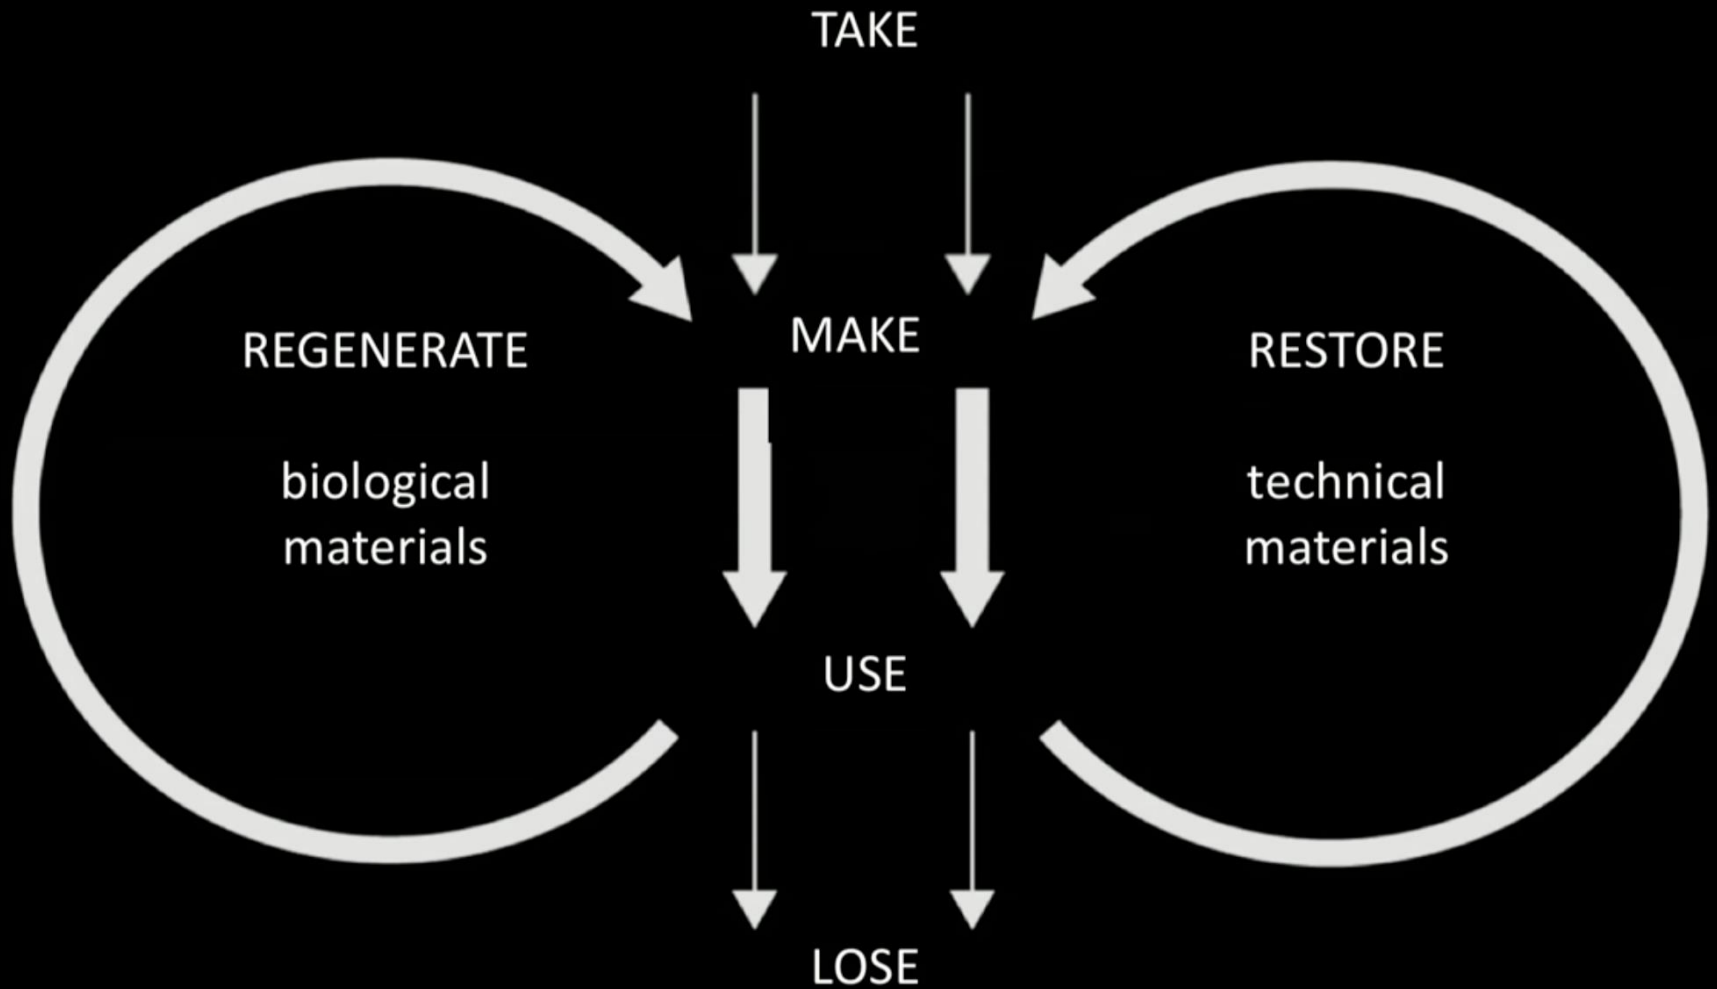 TAKE
MAKE
REGENERATE
biological
materials
RESTORE
technical
materials
USE
LOSE